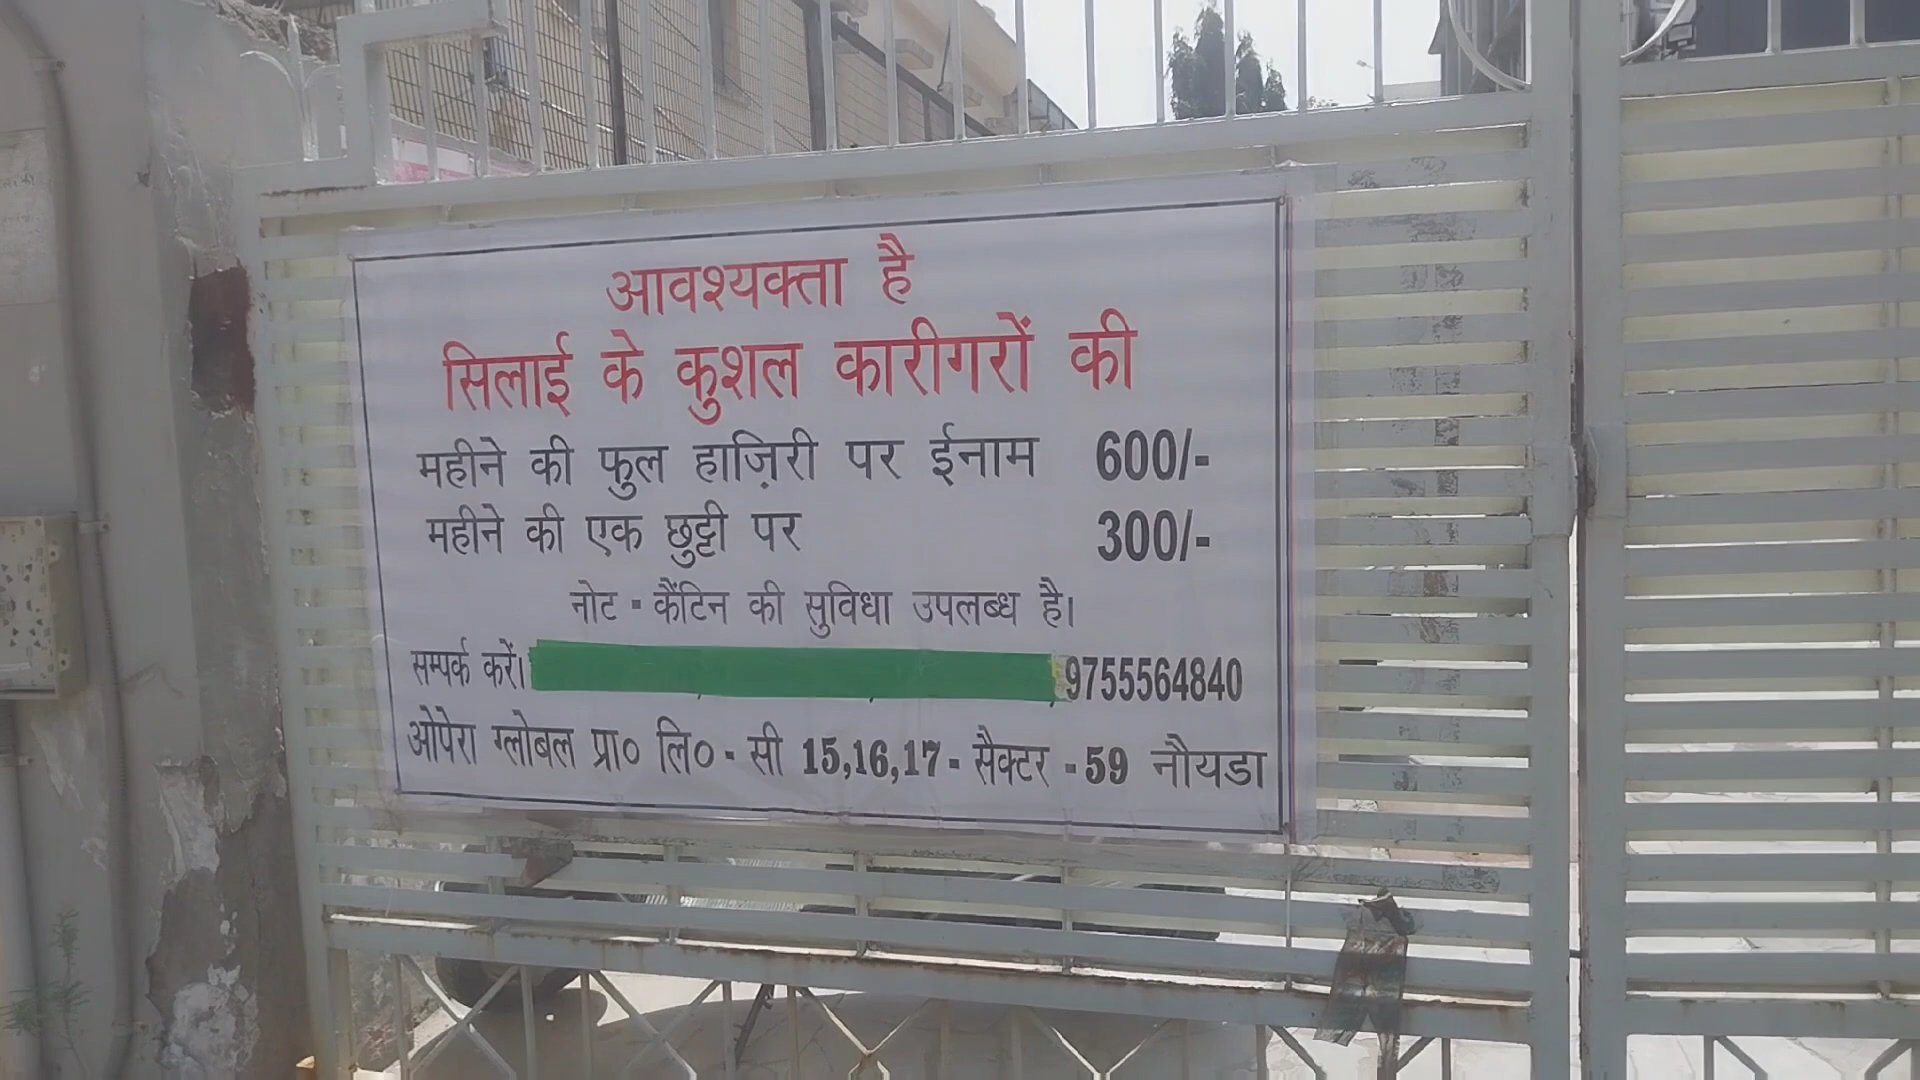 आवश्यक्ता है
सिलाई के कुशल कारीगरों की
महीने की फुल हाज़िरी पर ईनाम 600/-
महीने की एक छुट्टी पर 300/-
नोट - कैंटिन की सुविधा उपलब्ध है।
सम्पर्क करें। 9755564840
ओपेरा ग्लोबल प्रा० लि० - सी 15,16,17- सैक्टर - 59 नौयडा